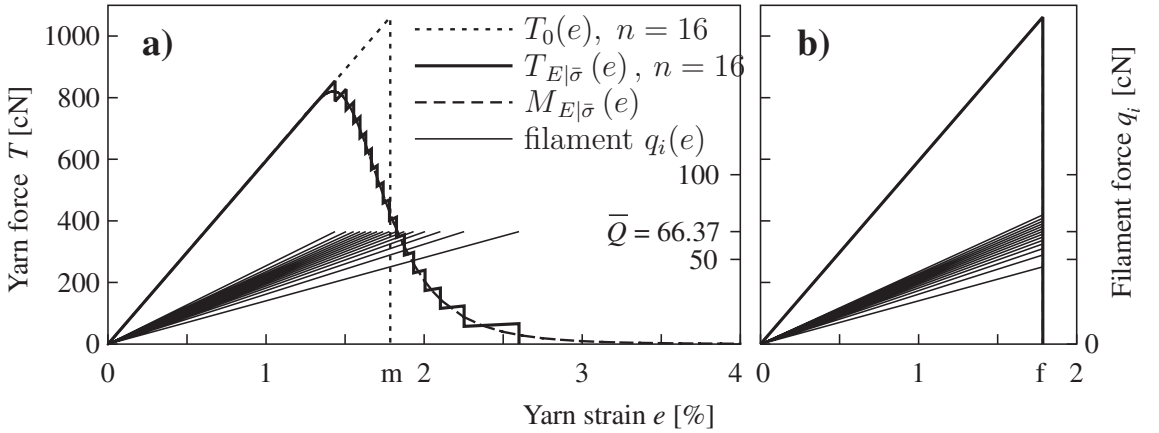 a)
T_0(e), n = 16
T_{E|σ̄}(e), n = 16
M_{E|σ̄}(e)
filament q_i(e)
Yarn force T [cN]
1000
800
600
400
200
0
0 1 m 2 3 4
Yarn strain e [%]
100
Q̄ = 66.37
50
b)
0 1 f 2
0
Filament force q_i [cN]